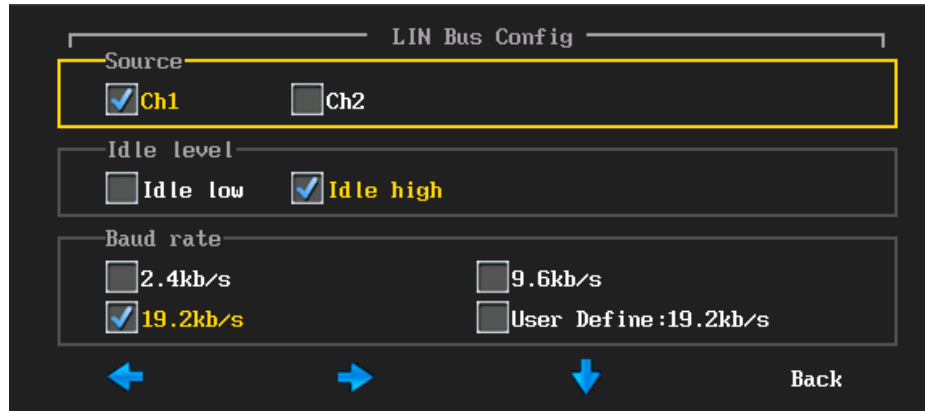 LIN Bus Config
Source
Ch1 Ch2
Idle level
Idle low Idle high
Baud rate
2.4kb/s 9.6kb/s
19.2kb/s User Define:19.2kb/s
Back